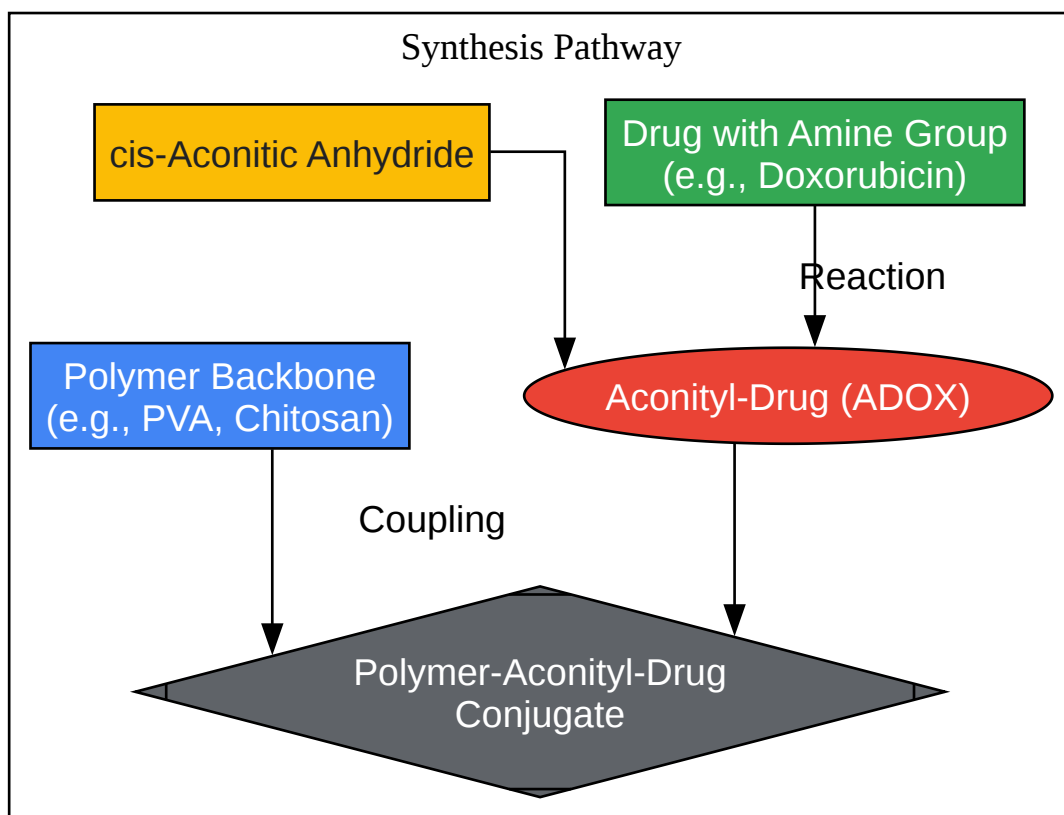 Synthesis Pathway
cis-Aconitic Anhydride
Drug with Amine Group
(e.g., Doxorubicin)
Reaction
Polymer Backbone
(e.g., PVA, Chitosan)
Aconityl-Drug (ADOX)
Coupling
Polymer-Aconityl-Drug
Conjugate